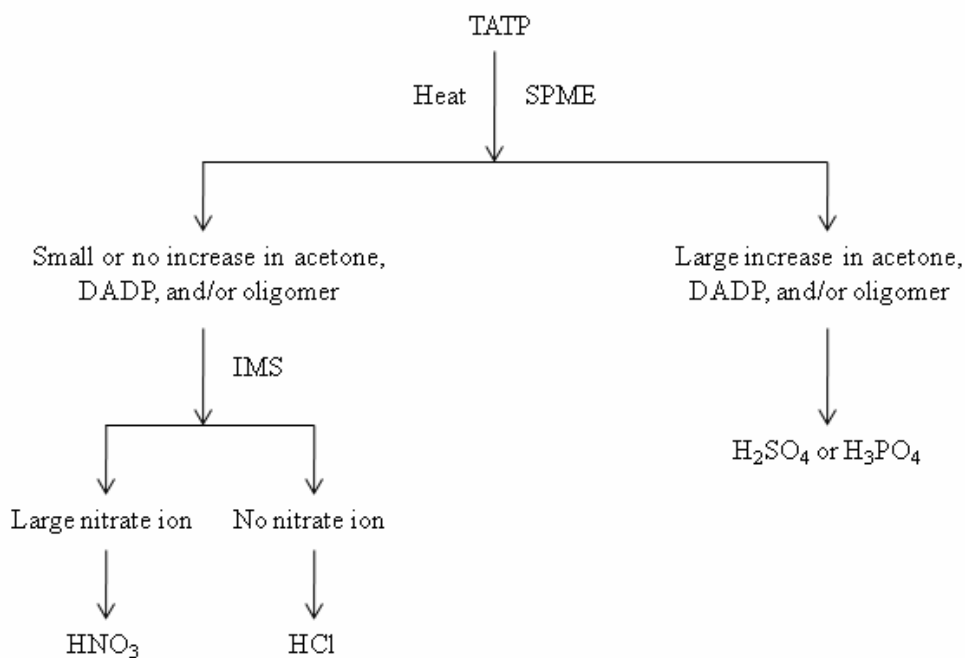 TATP
Heat SPME
Small or no increase in acetone,
DADP, and/or oligomer
Large increase in acetone,
DADP, and/or oligomer
IMS
H₂SO₄ or H₃PO₄
Large nitrate ion
No nitrate ion
HNO₃
HCl